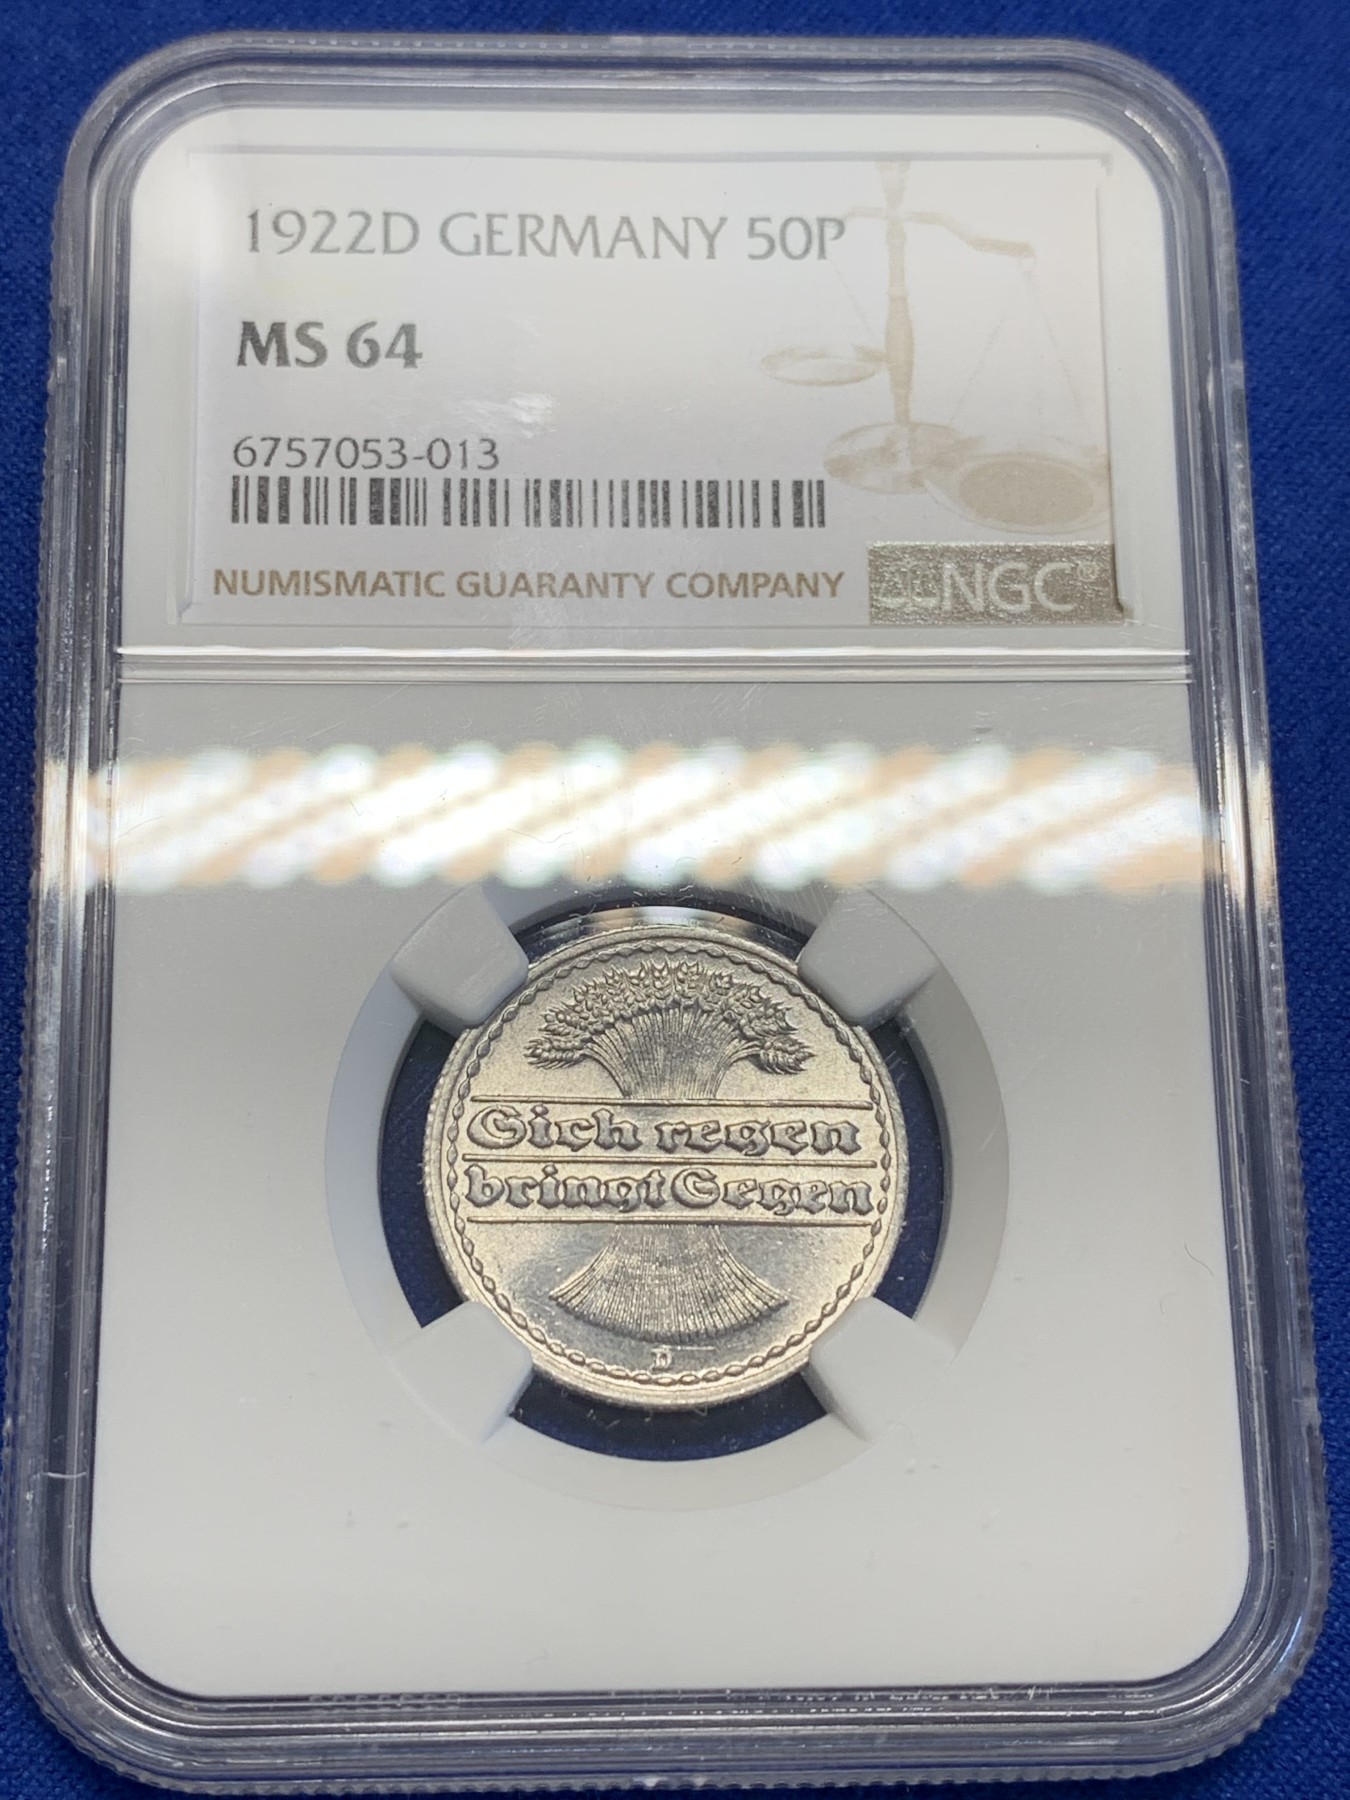 1922D GERMANY 50P
MS 64
6757053-013
NUMISMATIC GUARANTY COMPANY
NGC®
Sich regen
bringt Segen
D